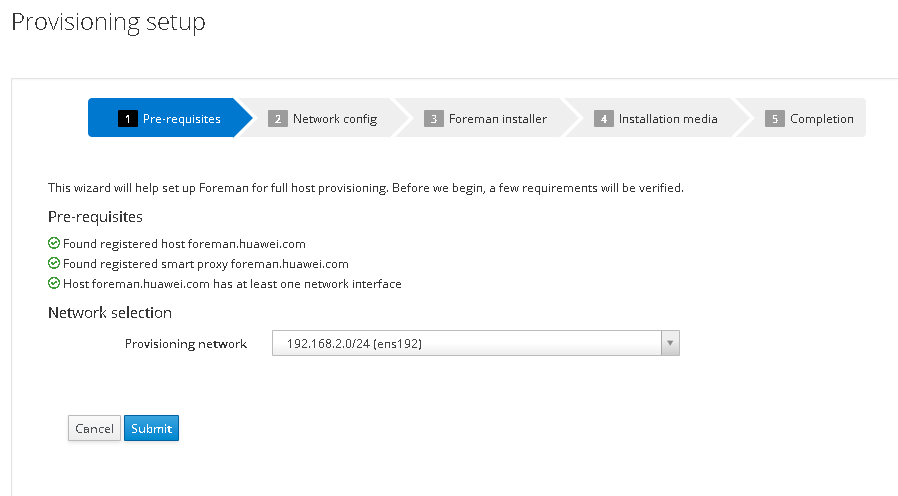 Provisioning setup
1 Pre-requisites 2 Network config 3 Foreman installer 4 Installation media 5 Completion
This wizard will help set up Foreman for full host provisioning. Before we begin, a few requirements will be verified.
Pre-requisites
Found registered host foreman.huawei.com
Found registered smart proxy foreman.huawei.com
Host foreman.huawei.com has at least one network interface
Network selection
Provisioning network 192.168.2.0/24 (ens192)
Cancel Submit